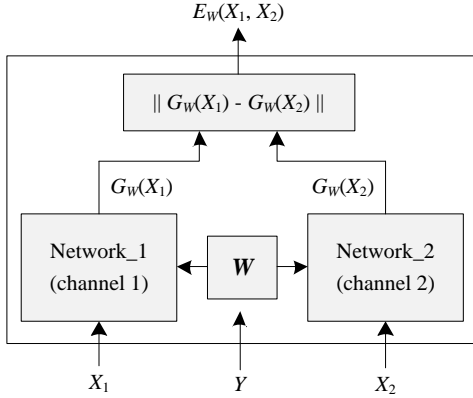 E_W(X_1, X_2)
|| G_W(X_1) - G_W(X_2) ||
G_W(X_1)
G_W(X_2)
Network_1
(channel 1)
W
Network_2
(channel 2)
X_1
Y
X_2